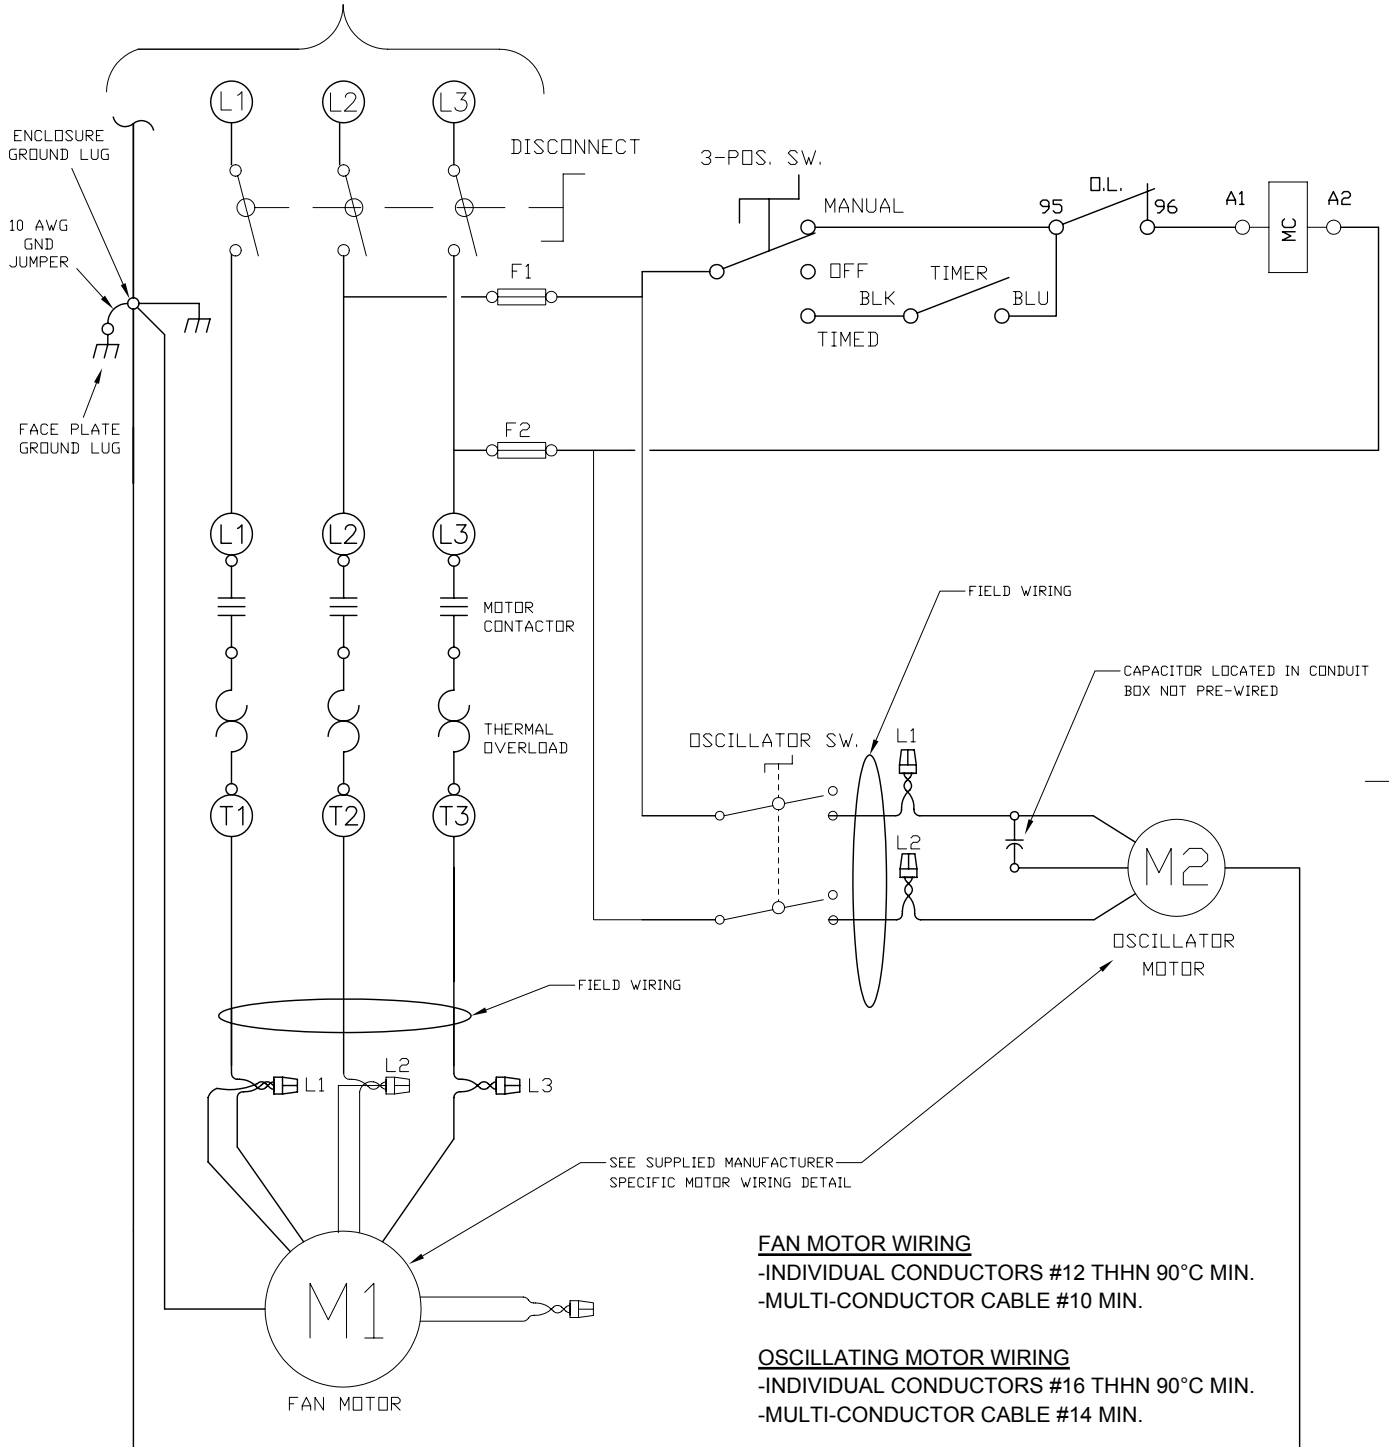 L1
L2
L3
ENCLOSURE
GROUND LUG
DISCONNECT
3-POS. SW.
MANUAL
O.L.
95
96
A1
MC
A2
10 AWG
GND
JUMPER
F1
OFF
TIMER
BLK
BLU
TIMED
FACE PLATE
GROUND LUG
F2
L1
L2
L3
MOTOR
CONTACTOR
FIELD WIRING
CAPACITOR LOCATED IN CONDUIT
BOX NOT PRE-WIRED
THERMAL
OVERLOAD
OSCILLATOR SW.
L1
T1
T2
T3
L2
M2
OSCILLATOR
MOTOR
FIELD WIRING
L1
L2
L3
SEE SUPPLIED MANUFACTURER
SPECIFIC MOTOR WIRING DETAIL
M1
FAN MOTOR
FAN MOTOR WIRING
-INDIVIDUAL CONDUCTORS #12 THHN 90°C MIN.
-MULTI-CONDUCTOR CABLE #10 MIN.
OSCILLATING MOTOR WIRING
-INDIVIDUAL CONDUCTORS #16 THHN 90°C MIN.
-MULTI-CONDUCTOR CABLE #14 MIN.